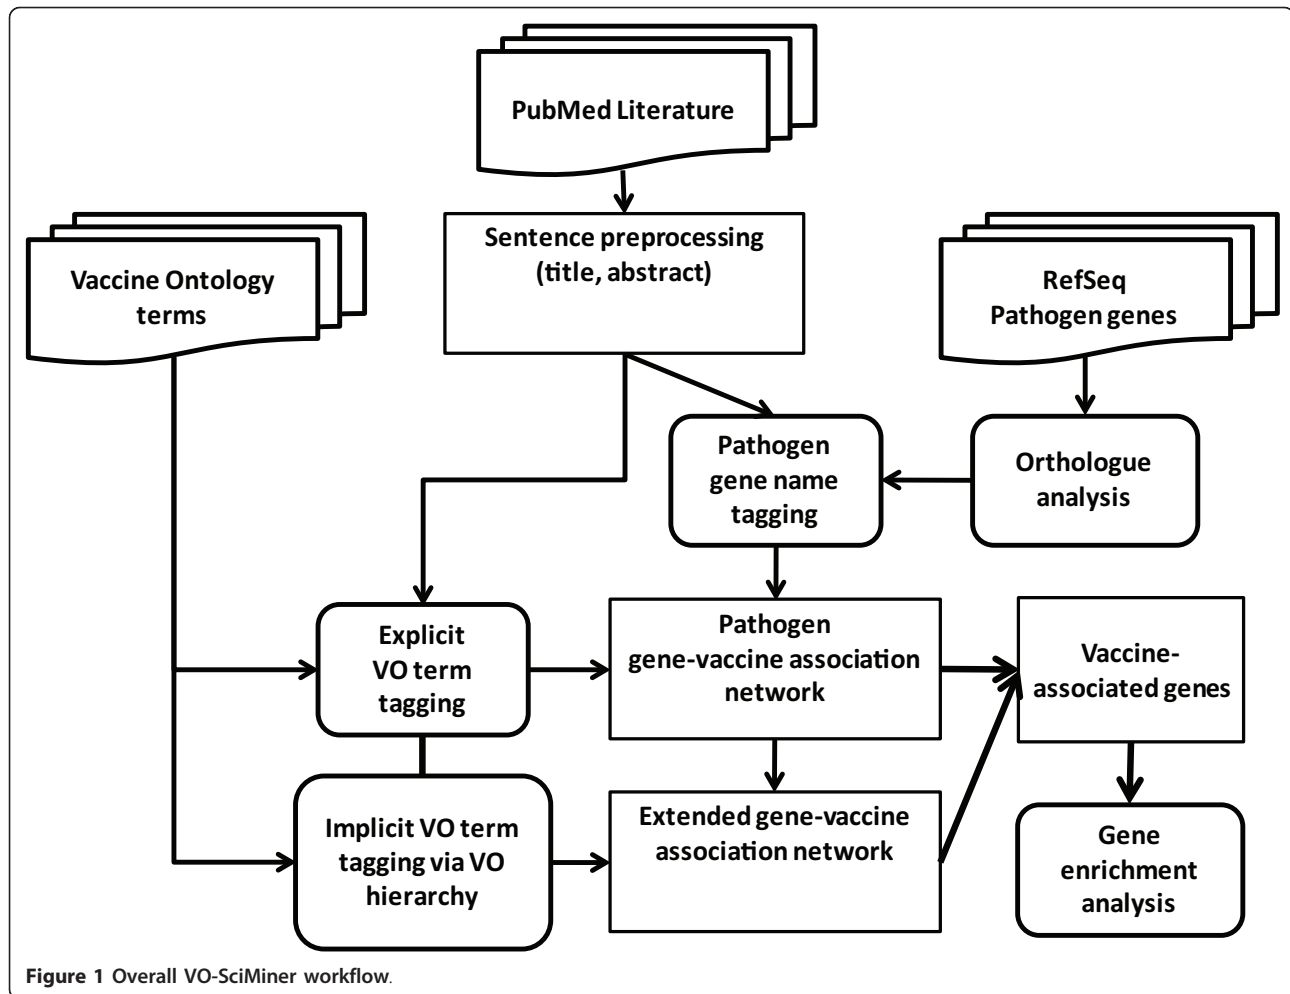 PubMed Literature
Sentence preprocessing
(title, abstract)
Vaccine Ontology
terms
RefSeq
Pathogen genes
Pathogen
gene name
tagging
Orthologue
analysis
Explicit
VO term
tagging
Pathogen
gene-vaccine association
network
Vaccine-
associated genes
Implicit VO term
tagging via VO
hierarchy
Extended gene-vaccine
association network
Gene
enrichment
analysis
Figure 1 Overall VO-SciMiner workflow.